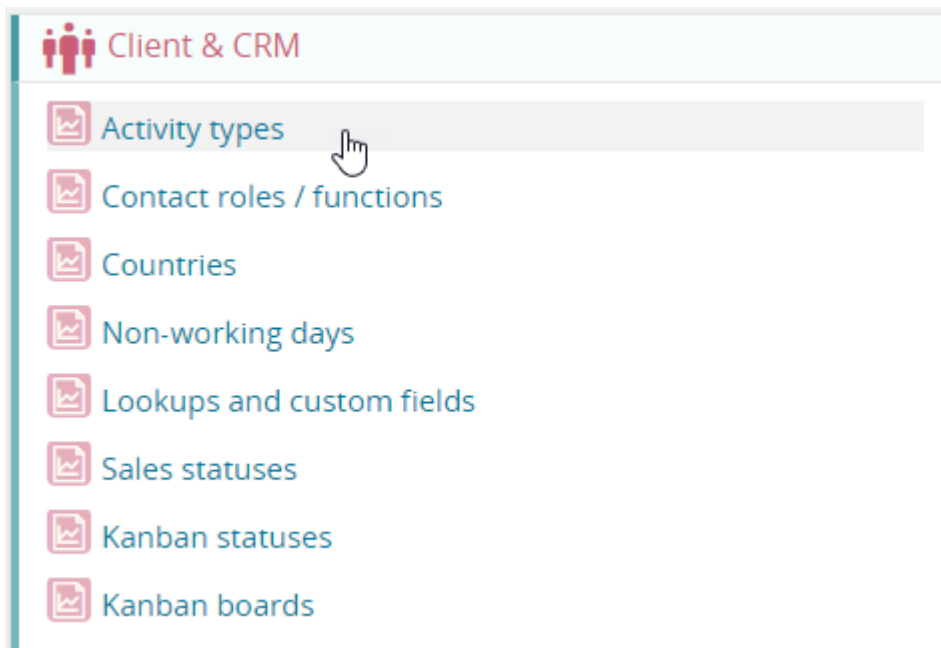 Client & CRM
Activity types
Contact roles / functions
Countries
Non-working days
Lookups and custom fields
Sales statuses
Kanban statuses
Kanban boards